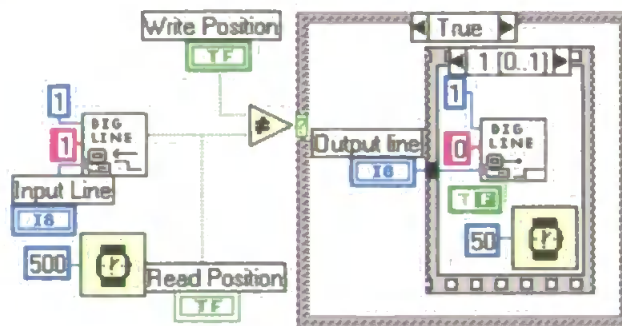 Write Position
TF
True
1 [0..1]
1
DIG
LINE
1
Input Line
I8
500
Read Position
TF
≠
?
Output line
I8
1
DIG
LINE
0
T F
50